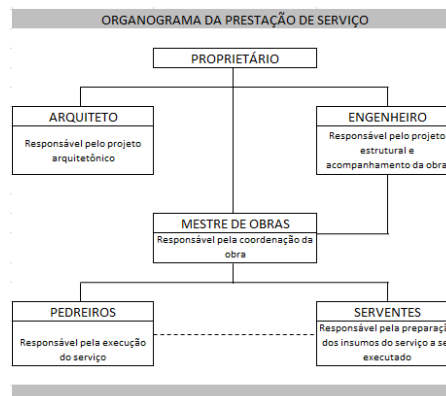 ORGANOGRAMA DA PRESTAÇÃO DE SERVIÇO
PROPRIETÁRIO
ARQUITETO
Responsável pelo projeto
arquitetônico
ENGENHEIRO
Responsável pelo projeto
estrutural e
acompanhamento da obra
MESTRE DE OBRAS
Responsável pela coordenação da
obra
PEDREIROS
Responsável pela execução
do serviço
SERVENTES
Responsável pela preparaçã
dos insumos do serviço a se
executado